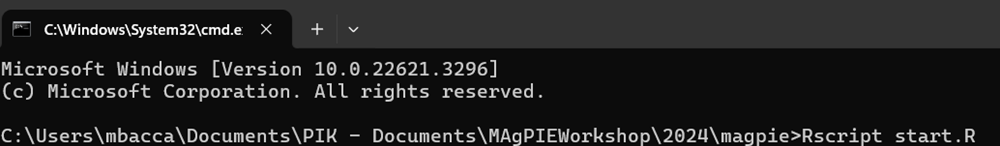 C:\Windows\System32\cmd.e
Microsoft Windows [Version 10.0.22621.3296]
(c) Microsoft Corporation. All rights reserved.
C:\Users\mbacca\Documents\PIK - Documents\MAgPIEWorkshop\2024\magpie>Rscript start.R